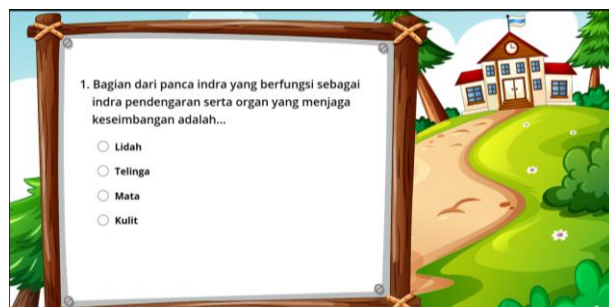 1. Bagian dari panca indra yang berfungsi sebagai
indra pendengaran serta organ yang menjaga
keseimbangan adalah...
Lidah
Telinga
Mata
Kulit